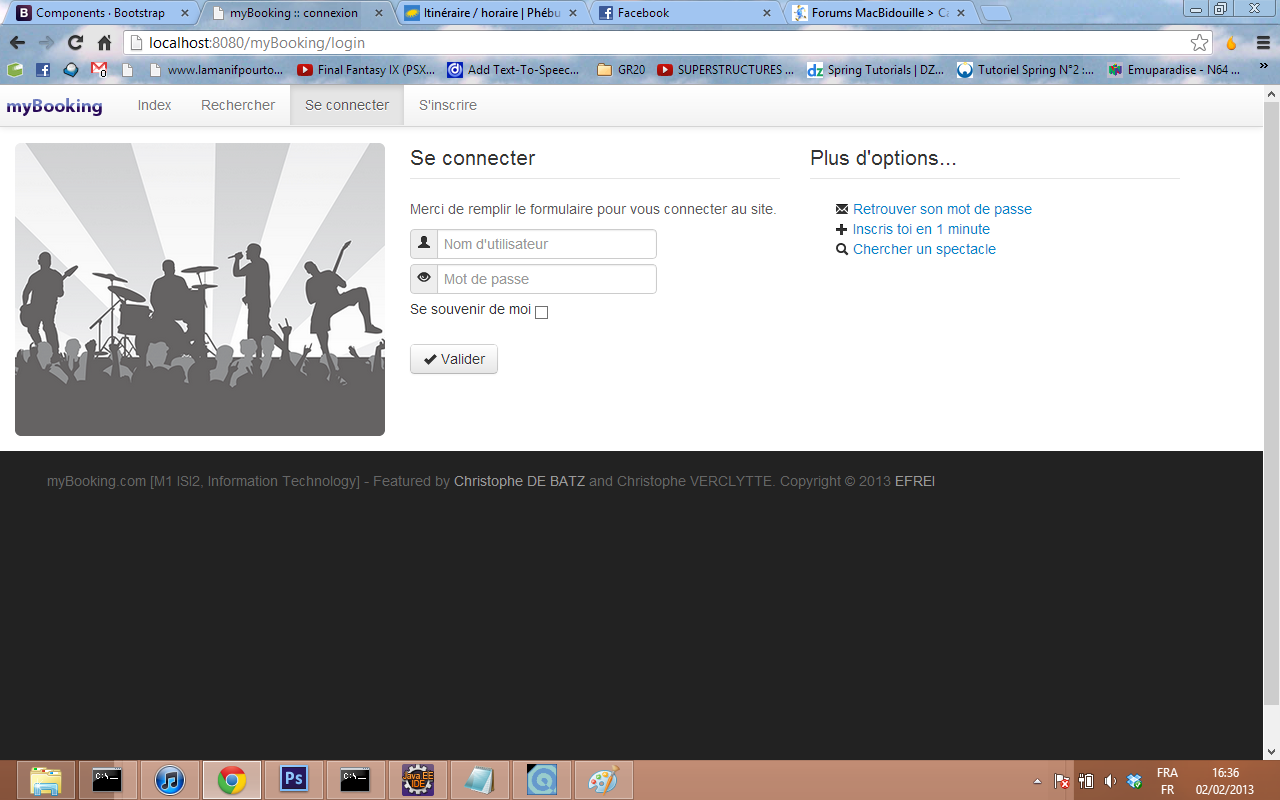 Components · Bootstrap
myBooking :: connexion
Itinéraire / horaire | Phébu
Facebook
Forums MacBidouille > Ca
localhost:8080/myBooking/login
www.lamanifpourto...
Final Fantasy IX (PSX...
Add Text-To-Speec...
GR20
SUPERSTRUCTURES ...
Spring Tutorials | DZ...
Tutoriel Spring N°2 :...
Emuparadise - N64 ...
»
myBooking
Index
Rechercher
Se connecter
S'inscrire
Se connecter
Merci de remplir le formulaire pour vous connecter au site.
Nom d'utilisateur
Mot de passe
Se souvenir de moi
Valider
Plus d'options...
Retrouver son mot de passe
Inscris toi en 1 minute
Chercher un spectacle
myBooking.com [M1 ISI2, Information Technology] - Featured by Christophe DE BATZ and Christophe VERCLYTTE. Copyright © 2013 EFREI
C:\_
Ps
C:\_
Java EE
IDE
FRA
FR
16:36
02/02/2013